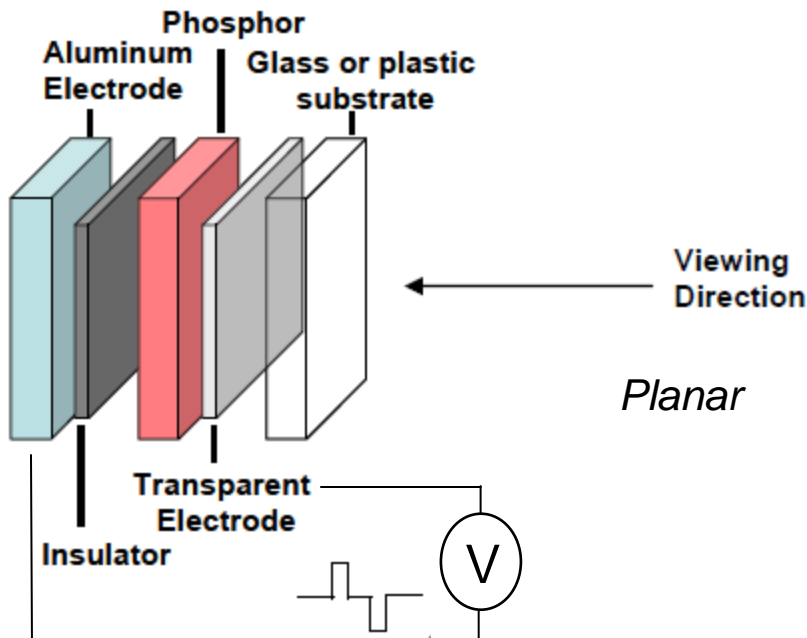 Phosphor
Aluminum
Electrode
Glass or plastic
substrate
Viewing
Direction
Planar
Transparent
Electrode
Insulator
V